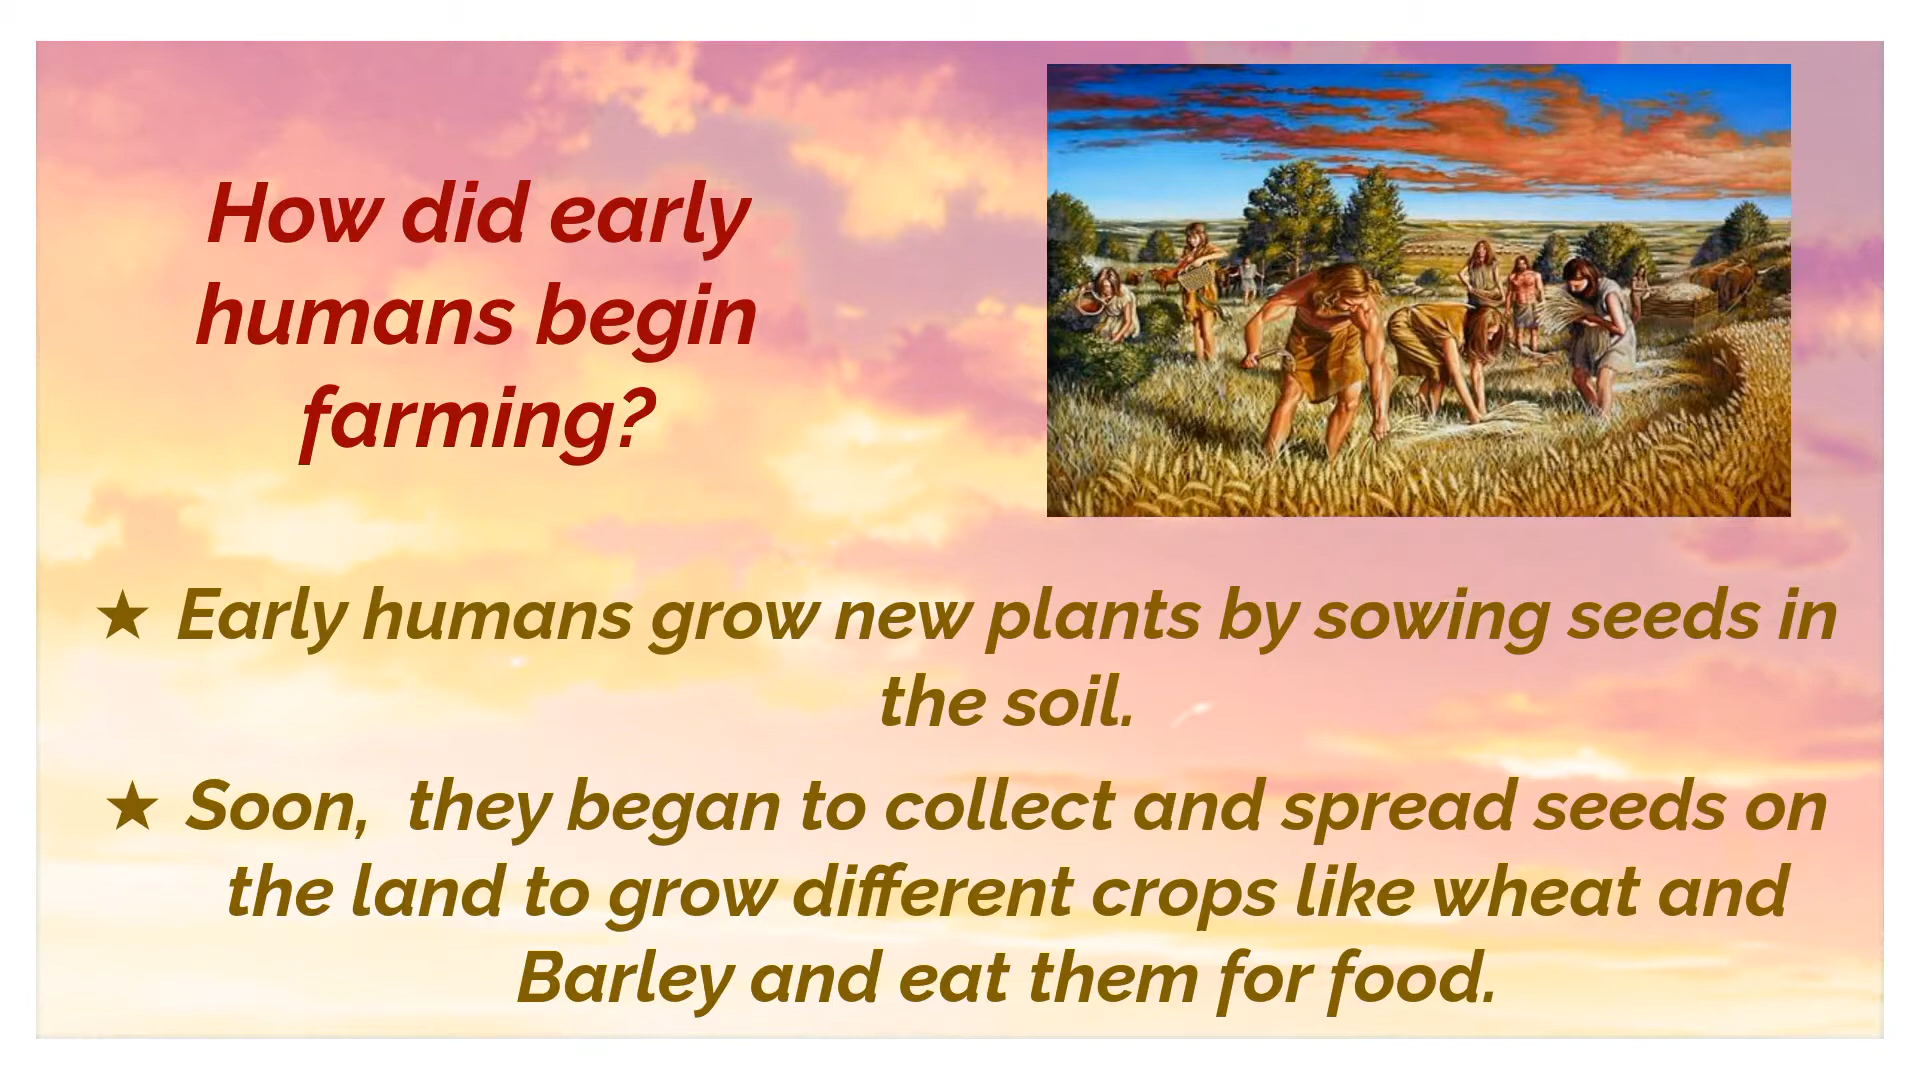 How did early
humans begin
farming?
★ Early humans grow new plants by sowing seeds in
the soil.
★ Soon,  they began to collect and spread seeds on
the land to grow different crops like wheat and
Barley and eat them for food.